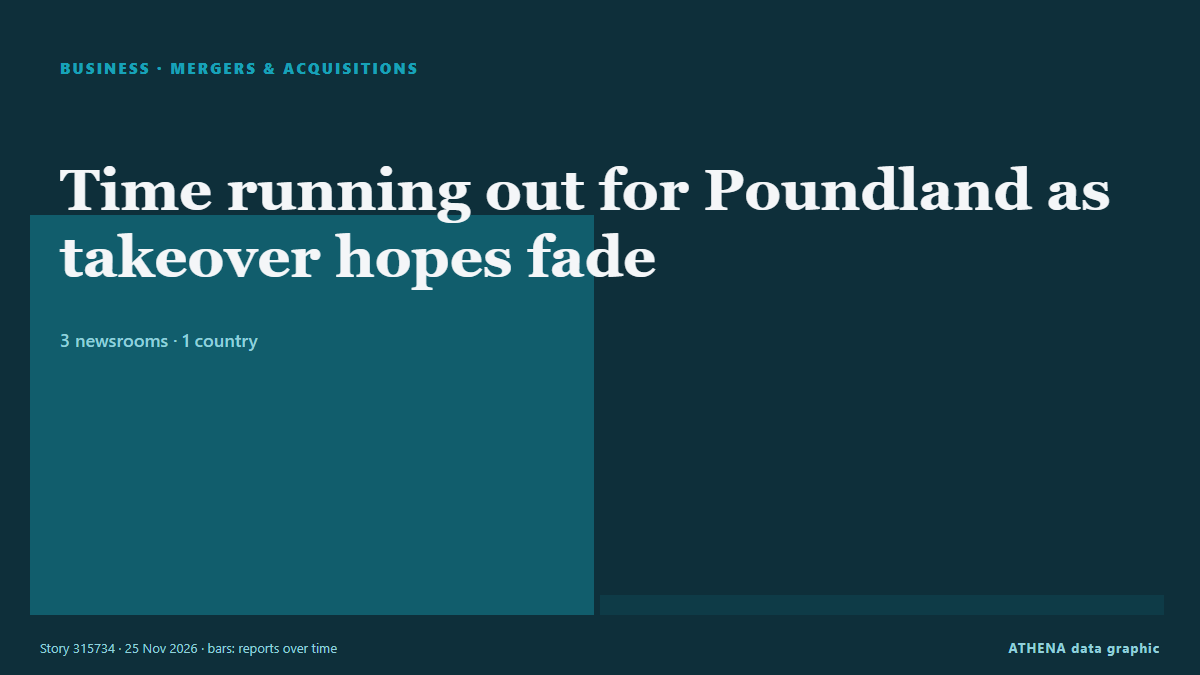 BUSINESS · MERGERS & ACQUISITIONS
Time running out for Poundland as
takeover hopes fade
3 newsrooms · 1 country
Story 315734 · 25 Nov 2026 · bars: reports over time
ATHENA data graphic